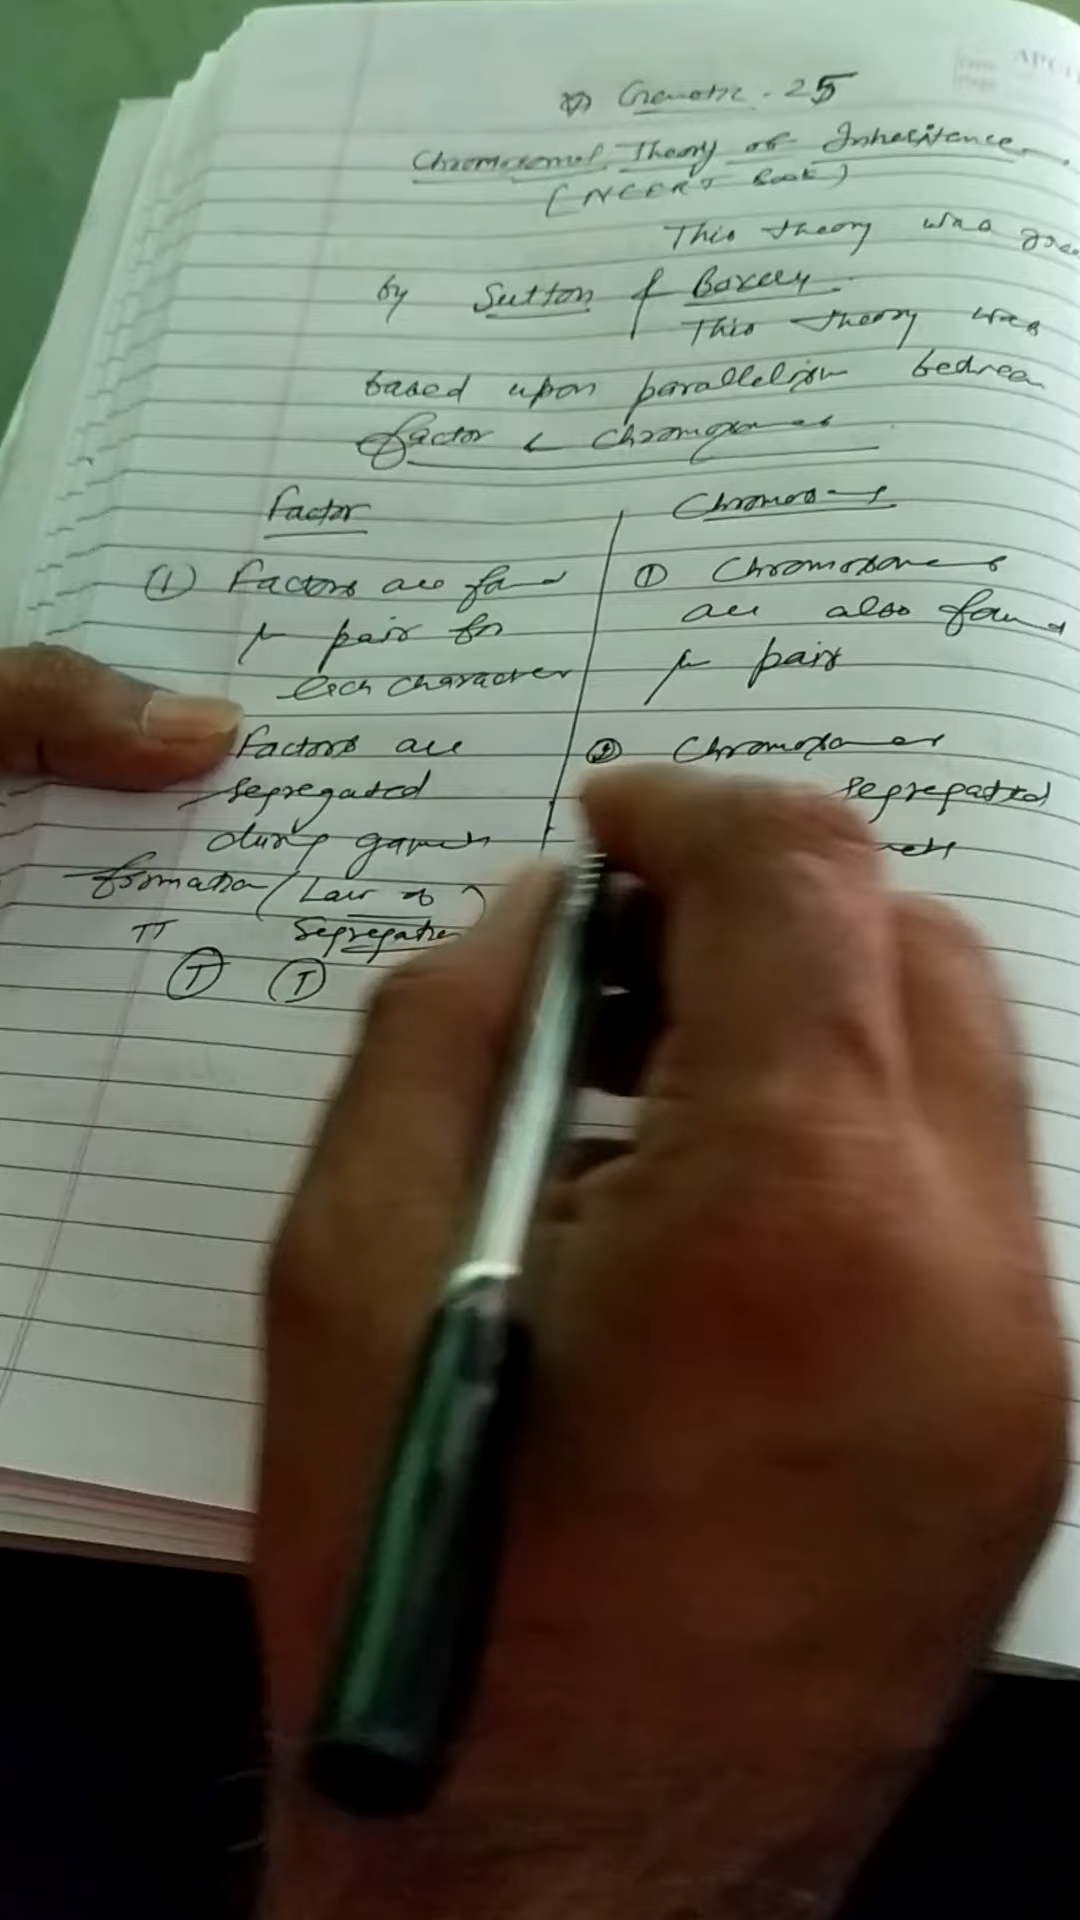 Genetic - 25
Chromosomal Theory of Inheritance
(NCERT Book)
This theory was
by Sutton & Bovery.
This theory was
based upon parallelism between
factor & chromosomes
Factor
① Factors are found
in pair for
each character
Factors are
segregated
during gamete
formation (Law of
Segregation)
TT
Ⓣ Ⓣ
Chromosomes
① Chromosomes
are also found
in pair
② Chromosomes
segregated